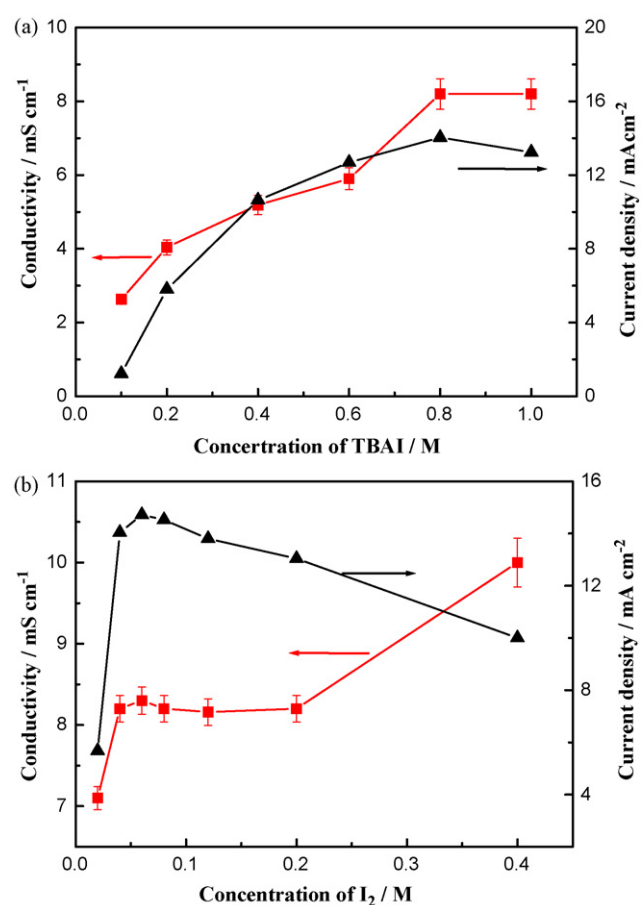 (a)
10
8
6
4
2
0
Conductivity / mS cm⁻¹
20
16
12
8
4
0
Current density / mAcm⁻²
0.0 0.2 0.4 0.6 0.8 1.0
Concertration of TBAI / M
(b)
11
10
9
8
7
Conductivity / mS cm⁻¹
16
12
8
4
Current density / mA cm⁻²
0.0 0.1 0.2 0.3 0.4
Concentration of I₂ / M